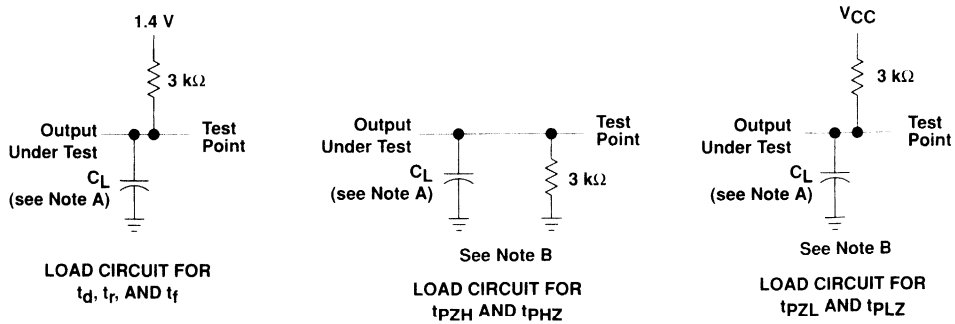 1.4 V
3 kΩ
Output
Under Test
Test
Point
CL
(see Note A)
LOAD CIRCUIT FOR
td, tr, AND tf
Output
Under Test
Test
Point
CL
(see Note A)
3 kΩ
See Note B
LOAD CIRCUIT FOR
tPZH AND tPHZ
VCC
3 kΩ
Output
Under Test
Test
Point
CL
(see Note A)
See Note B
LOAD CIRCUIT FOR
tPZL AND tPLZ